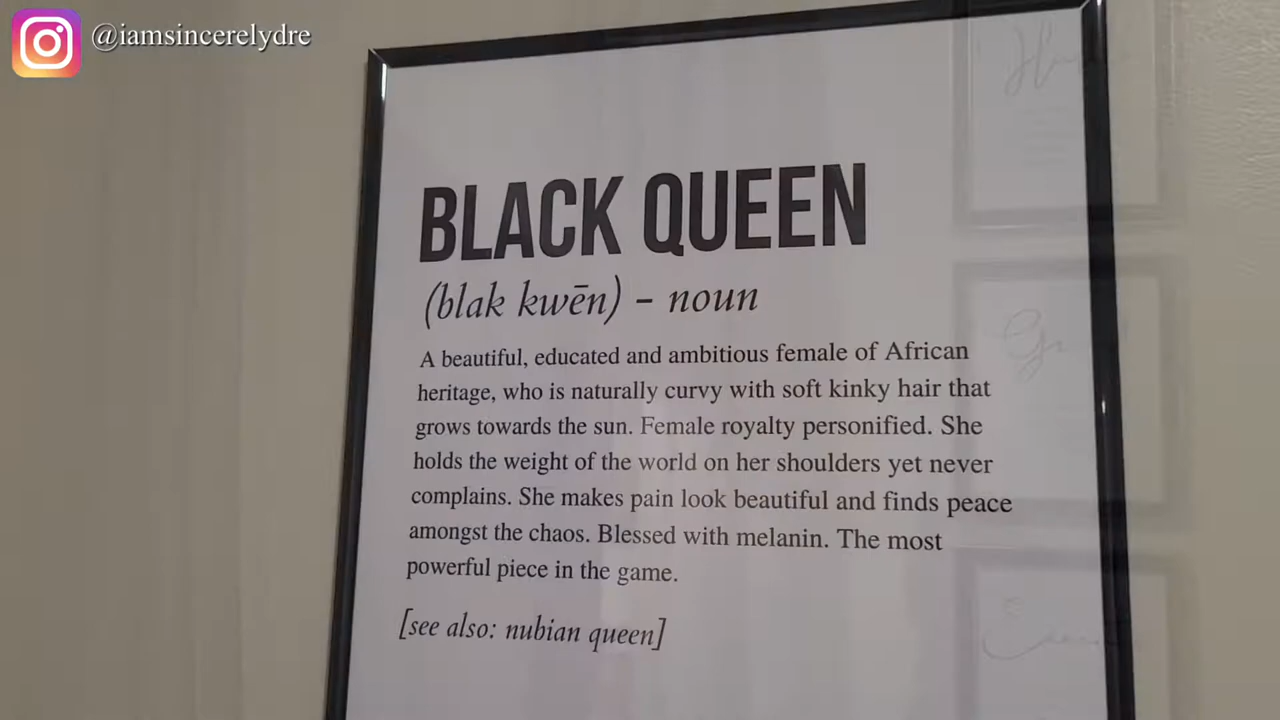 @iamsincerelydre
BLACK QUEEN
(blak kwēn) - noun
A beautiful, educated and ambitious female of African
heritage, who is naturally curvy with soft kinky hair that
grows towards the sun. Female royalty personified. She
holds the weight of the world on her shoulders yet never
complains. She makes pain look beautiful and finds peace
amongst the chaos. Blessed with melanin. The most
powerful piece in the game.
[see also: nubian queen]